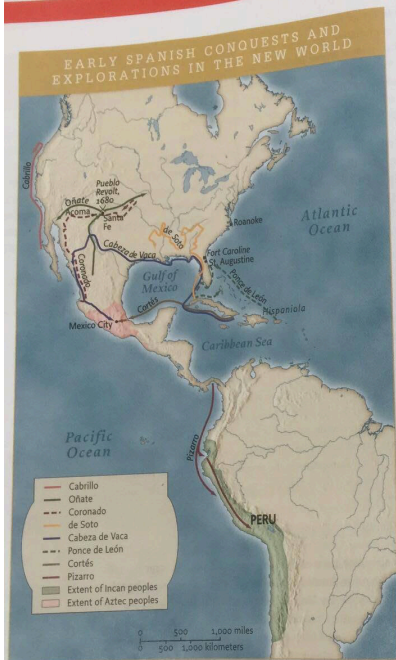 EARLY SPANISH CONQUESTS AND
EXPLORATIONS IN THE NEW WORLD
Cabrillo
Pueblo
Revolt,
1680
Oñate
Acoma
Santa
Fe
Roanoke
Atlantic
Ocean
de Soto
Cabeza de Vaca
Fort Caroline
St. Augustine
Coronado
Gulf of
Mexico
Ponce de León
Cortés
Hispaniola
Mexico City
Caribbean Sea
Pacific
Ocean
Pizarro
PERU
Cabrillo
Oñate
Coronado
de Soto
Cabeza de Vaca
Ponce de León
Cortés
Pizarro
Extent of Incan peoples
Extent of Aztec peoples
0 500 1,000 miles
0 500 1,000 kilometers